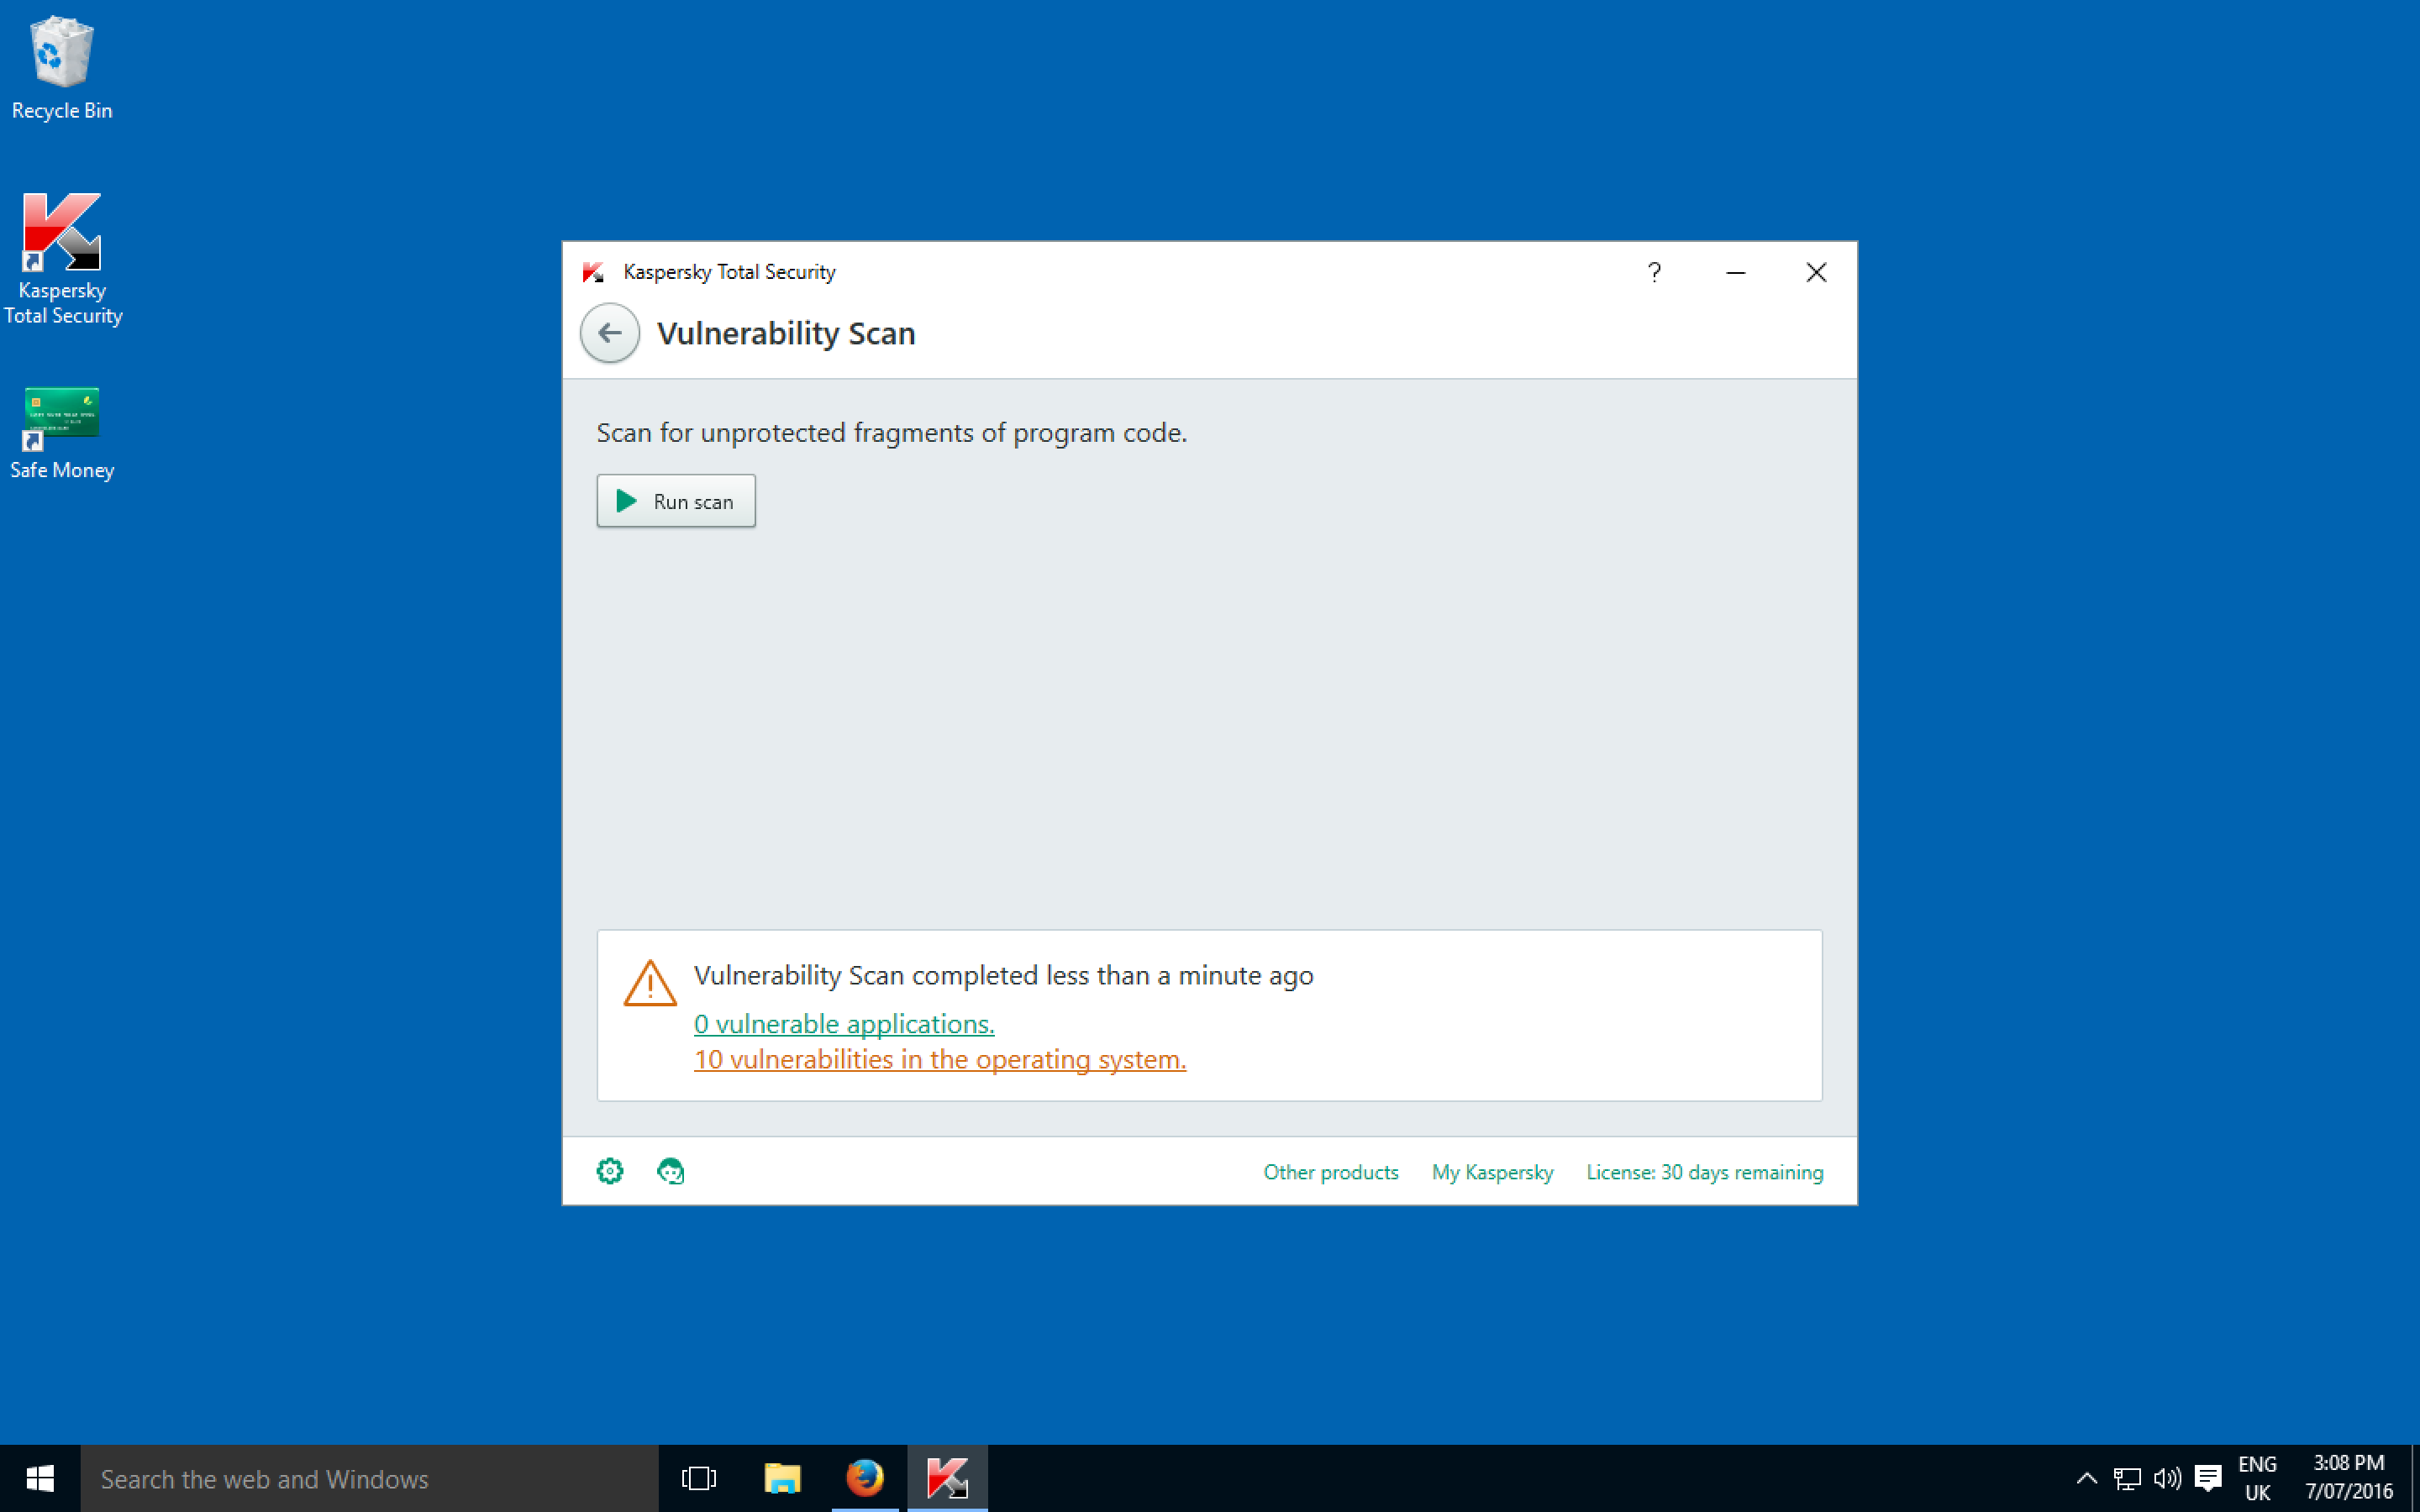 Recycle Bin
Kaspersky
Total Security
Safe Money
Kaspersky Total Security
?
Vulnerability Scan
Scan for unprotected fragments of program code.
Run scan
Vulnerability Scan completed less than a minute ago
0 vulnerable applications.
10 vulnerabilities in the operating system.
Other products
My Kaspersky
License: 30 days remaining
Search the web and Windows
ENG
UK
3:08 PM
7/07/2016